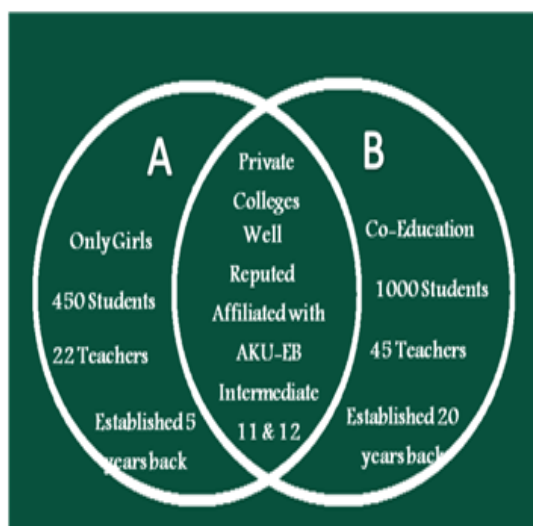 A
Only Girls
450 Students
22 Teachers
Established 5
years back
Private
Colleges
Well
Reputed
Affiliated with
AKU-EB
Intermediate
11 & 12
B
Co-Education
1000 Students
45 Teachers
Established 20
years back